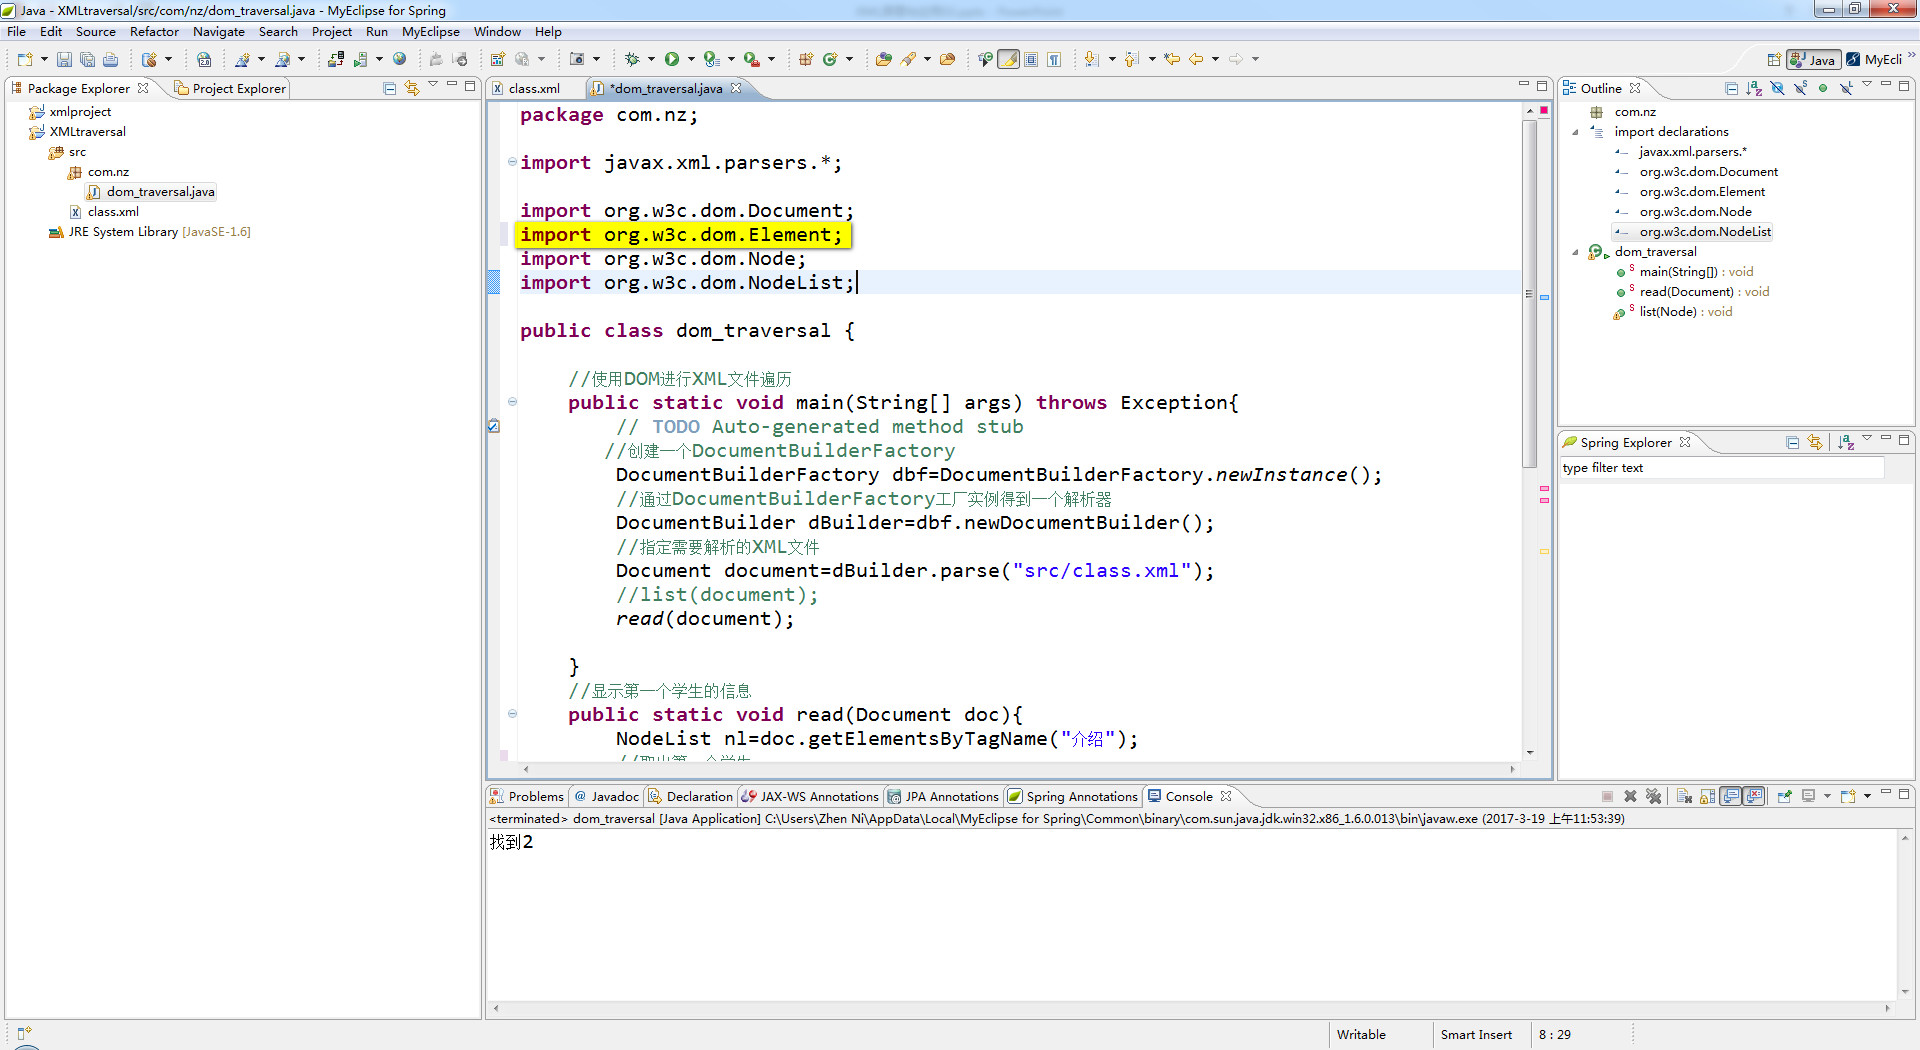 Java - XMLtraversal/src/com/nz/dom_traversal.java - MyEclipse for Spring
File Edit Source Refactor Navigate Search Project Run MyEclipse Window Help
Java MyEcli
Package Explorer Project Explorer
xmlproject
XMLtraversal
src
com.nz
dom_traversal.java
class.xml
JRE System Library [JavaSE-1.6]
class.xml *dom_traversal.java
package com.nz;
import javax.xml.parsers.*;
import org.w3c.dom.Document;
import org.w3c.dom.Element;
import org.w3c.dom.Node;
import org.w3c.dom.NodeList;
public class dom_traversal {
//使用DOM进行XML文件遍历
public static void main(String[] args) throws Exception{
// TODO Auto-generated method stub
//创建一个DocumentBuilderFactory
DocumentBuilderFactory dbf=DocumentBuilderFactory.newInstance();
//通过DocumentBuilderFactory工厂实例得到一个解析器
DocumentBuilder dBuilder=dbf.newDocumentBuilder();
//指定需要解析的XML文件
Document document=dBuilder.parse("src/class.xml");
//list(document);
read(document);
}
//显示第一个学生的信息
public static void read(Document doc){
NodeList nl=doc.getElementsByTagName("介绍");
Outline
com.nz
import declarations
javax.xml.parsers.*
org.w3c.dom.Document
org.w3c.dom.Element
org.w3c.dom.Node
org.w3c.dom.NodeList
dom_traversal
main(String[]) : void
read(Document) : void
list(Node) : void
Spring Explorer
type filter text
Problems Javadoc Declaration JAX-WS Annotations JPA Annotations Spring Annotations Console
<terminated> dom_traversal [Java Application] C:\Users\Zhen Ni\AppData\Local\MyEclipse for Spring\Common\binary\com.sun.java.jdk.win32.x86_1.6.0.013\bin\javaw.exe (2017-3-19 上午11:53:39)
找到2
Writable Smart Insert 8 : 29